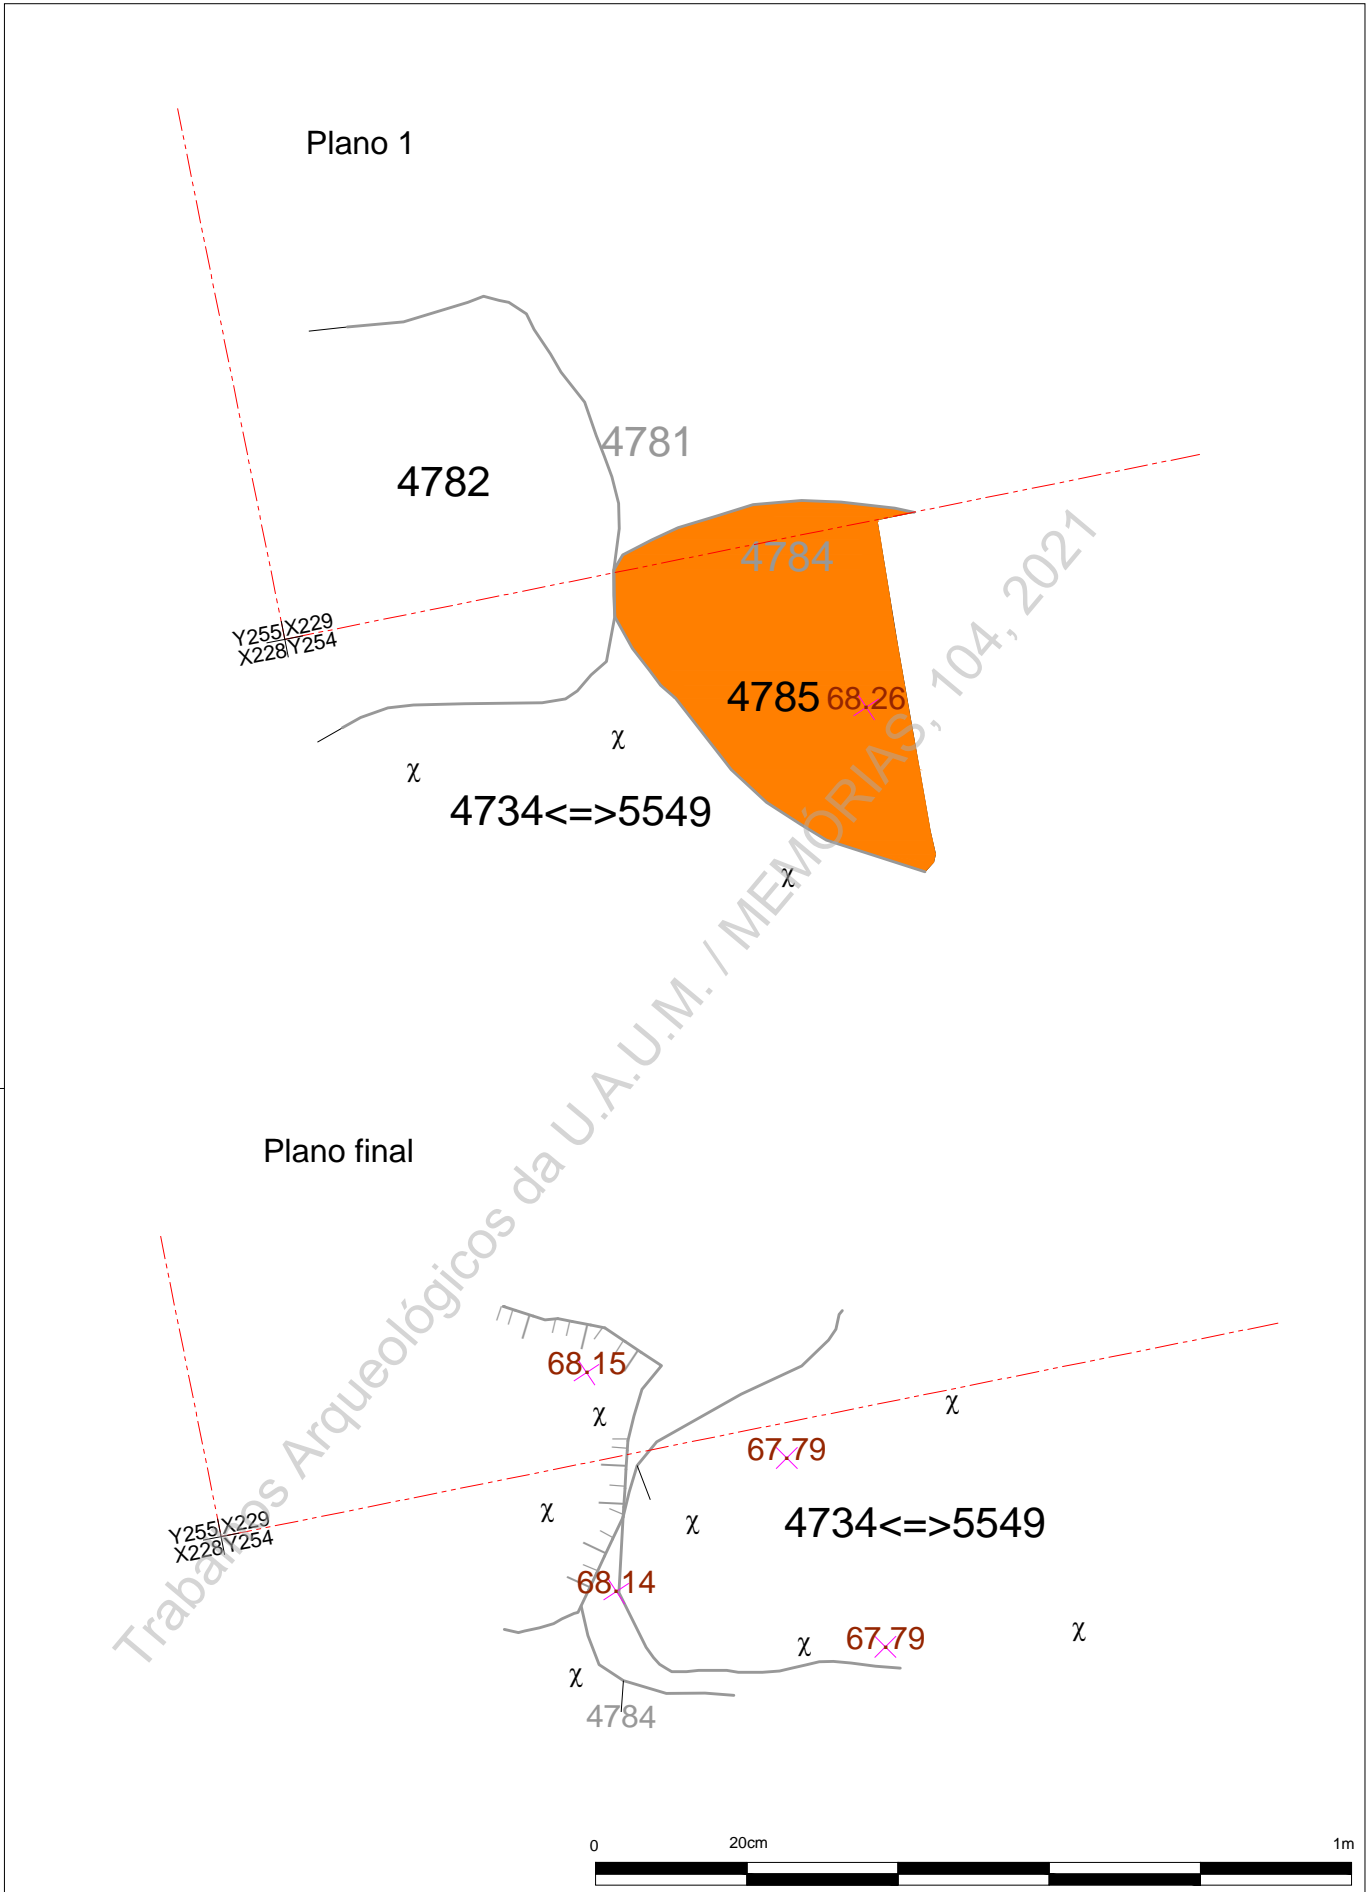 Plano 1
4781
4782
4784
Y255 X229
X228 Y254
4785 68.26
χ
χ
4734<=>5549
χ
Trabalhos Arqueológicos da U.A.U.M. / MEMÓRIAS, 104, 2021
Plano final
68.15
χ
χ
67.79
χ
χ
4734<=>5549
Y255 X229
X228 Y254
68.14
χ
67.79
χ
χ
4784
0 20cm 1m